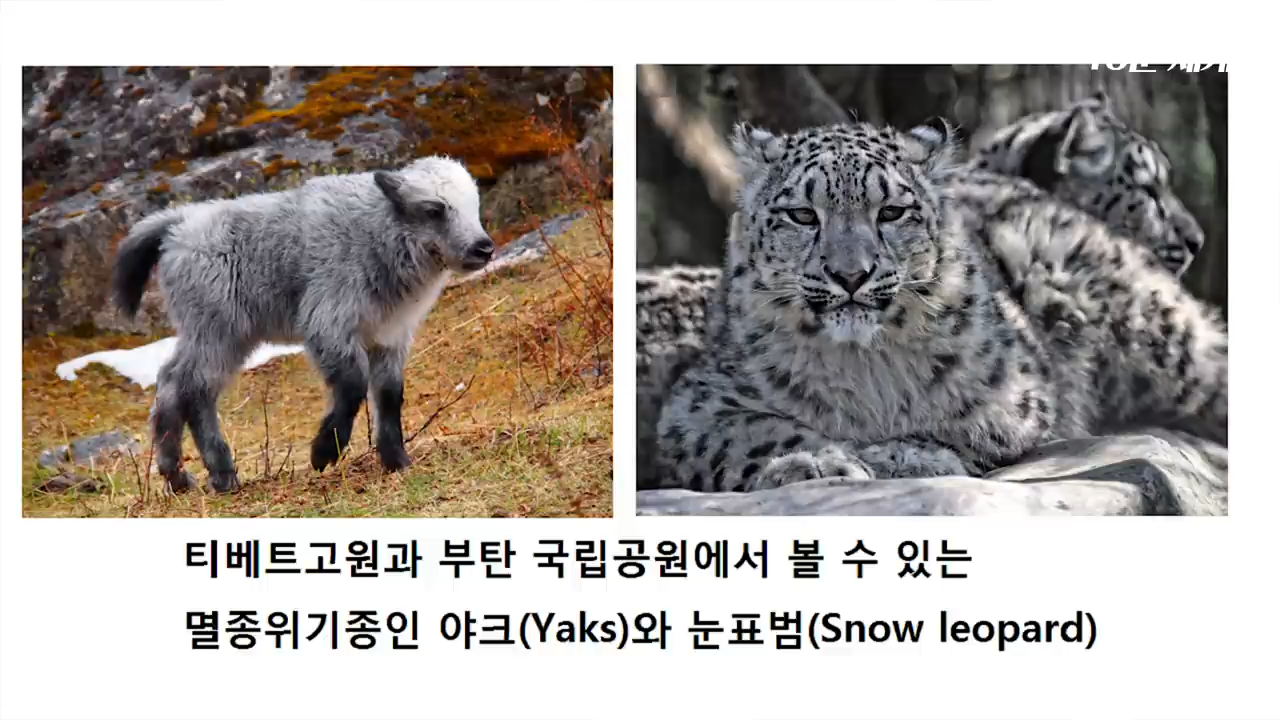 티베트고원과 부탄 국립공원에서 볼 수 있는
멸종위기종인 야크(Yaks)와 눈표범(Snow leopard)